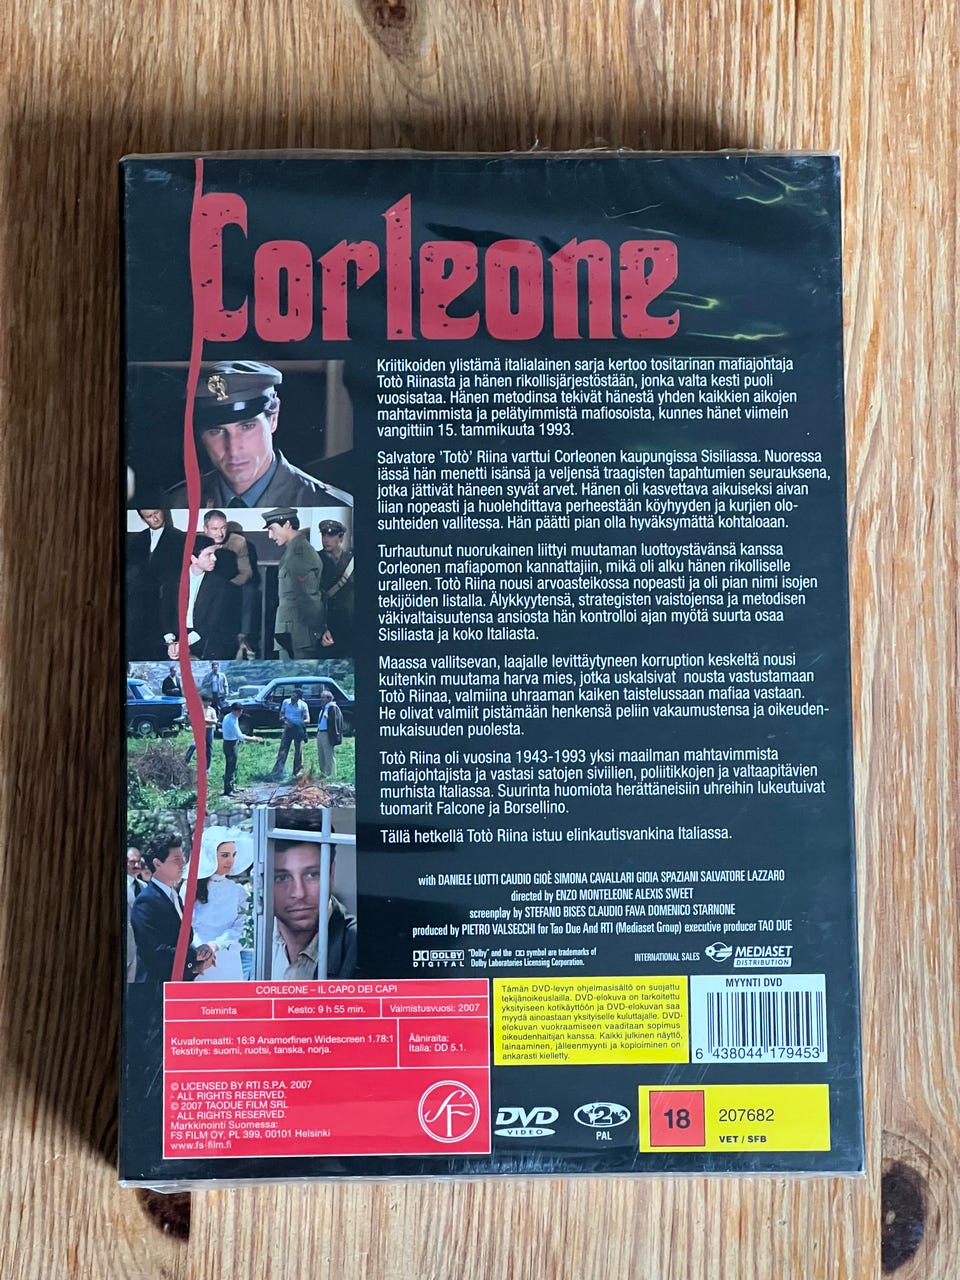 Corleone
Kriitikoiden ylistämä italialainen sarja kertoo tositarinan mafiajohtaja
Totò Riinasta ja hänen rikollisjärjestöstään, jonka valta kesti puoli
vuosisataa. Hänen metodinsa tekivät hänestä yhden kaikkien aikojen
mahtavimmista ja pelätyimmistä mafiosoista, kunnes hänet viimein
vangittiin 15. tammikuuta 1993.
Salvatore 'Totò' Riina varttui Corleonen kaupungissa Sisiliassa. Nuoressa
iässä hän menetti isänsä ja veljensä traagisten tapahtumien seurauksena,
jotka jättivät häneen syvät arvet. Hänen oli kasvettava aikuiseksi aivan
liian nopeasti ja huolehdittava perheestään köyhyyden ja kurjien olo-
suhteiden vallitessa. Hän päätti pian olla hyväksymättä kohtaloaan.
Turhautunut nuorukainen liittyi muutaman luottoystävänsä kanssa
Corleonen mafiapomon kannattajiin, mikä oli alku hänen rikolliselle
uralleen. Totò Riina nousi arvoasteikossa nopeasti ja oli pian nimi isojen
tekijöiden listalla. Älykkyytensä, strategisten vaistojensa ja metodisen
väkivaltaisuutensa ansiosta hän kontrolloi ajan myötä suurta osaa
Sisiliasta ja koko Italiasta.
Maassa vallitsevan, laajalle levittäytyneen korruption keskeltä nousi
kuitenkin muutama harva mies, jotka uskalsivat nousta vastustamaan
Totò Riinaa, valmiina uhraaman kaiken taistelussaan mafiaa vastaan.
He olivat valmiit pistämään henkensä peliin vakaumustensa ja oikeuden-
mukaisuuden puolesta.
Totò Riina oli vuosina 1943-1993 yksi maailman mahtavimmista
mafiajohtajista ja vastasi satojen siviilien, poliitikkojen ja valtaapitävien
murhista Italiassa. Suurinta huomiota herättäneisiin uhreihin lukeutuivat
tuomarit Falcone ja Borsellino.
Tällä hetkellä Totò Riina istuu elinkautisvankina Italiassa.
with DANIELE LIOTTI CAUDIO GIOÈ SIMONA CAVALLARI GIOIA SPAZIANI SALVATORE LAZZARO
directed by ENZO MONTELEONE ALEXIS SWEET
screenplay by STEFANO BISES CLAUDIO FAVA DOMENICO STARNONE
produced by PIETRO VALSECCHI for Tao Due And RTI (Mediaset Group) executive producer TAO DUE
DOLBY
DIGITAL
"Dolby" and the symbol are trademarks of
Dolby Laboratories Licensing Corporation.
INTERNATIONAL SALES
MEDIASET
DISTRIBUTION
CORLEONE – IL CAPO DEI CAPI
Toiminta
Kesto: 9 h 55 min.
Valmistusvuosi: 2007
Kuvaformaatti: 16:9 Anamorfinen Widescreen 1.78:1
Tekstitys: suomi, ruotsi, tanska, norja.
Ääniraita:
Italia: DD 5.1.
© LICENSED BY RTI S.P.A. 2007
- ALL RIGHTS RESERVED.
© 2007 TAODUE FILM SRL
- ALL RIGHTS RESERVED.
Markkinointi Suomessa:
FS FILM OY, PL 399, 00101 Helsinki
www.fs-film.fi
SF
Tämän DVD-levyn ohjelmasisältö on suojattu
tekijänoikeuslailla. DVD-elokuva on tarkoitettu
yksityiseen kotikäyttöön ja DVD-elokuvan saa
myydä ainoastaan yksityiselle kuluttajalle. DVD-
elokuvan vuokraamiseen vaaditaan sopimus
oikeudenhaltijan kanssa. Kaikki julkinen näyttö,
lainaaminen, jälleenmyynti ja kopioiminen on
ankarasti kielletty.
MYYNTI DVD
6 438044 179453
DVD
VIDEO
2
PAL
18
207682
VET / SFB